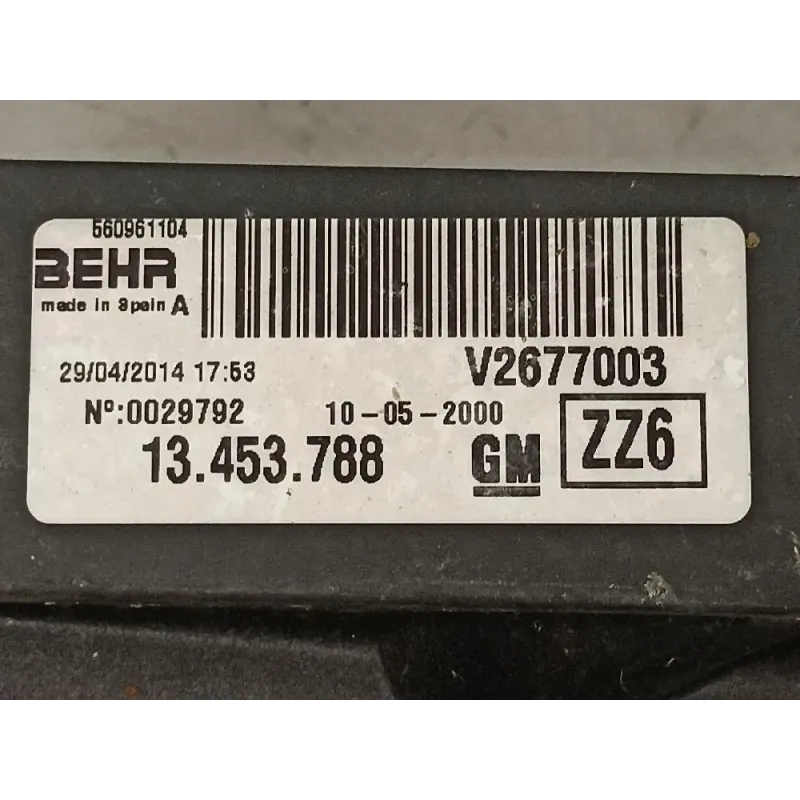 560961104
BEHR
made in Spain A
29/04/2014 17:53
V2677003
Nº:0029792
10-05-2000
13.453.788
GM
ZZ6